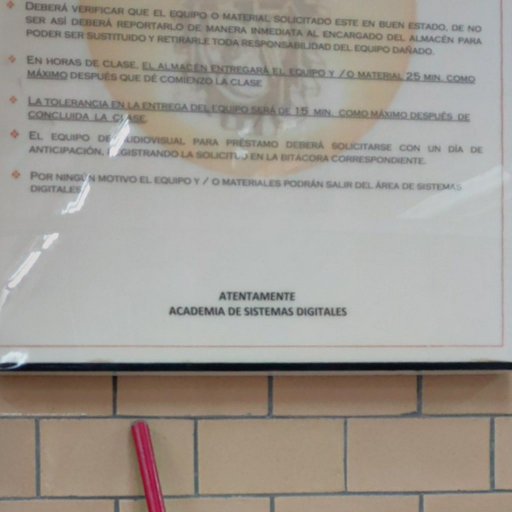 DEBERÁ VERIFICAR QUE EL EQUIPO O MATERIAL SOLICITADO ESTE EN BUEN ESTADO, DE NO
SER ASÍ DEBERÁ REPORTARLO DE MANERA INMEDIATA AL ENCARGADO DEL ALMACÉN PARA
PODER SER SUSTITUIDO Y RETIRARLE TODA RESPONSABILIDAD DEL EQUIPO DAÑADO.
EN HORAS DE CLASE, EL ALMACÉN ENTREGARÁ EL EQUIPO Y / O MATERIAL 25 MIN. COMO
MÁXIMO DESPUÉS QUE DÉ COMIENZO LA CLASE
LA TOLERANCIA EN LA ENTREGA DEL EQUIPO SERÁ DE 15 MIN. COMO MÁXIMO DESPUÉS DE
CONCLUIDA LA CLASE.
EL EQUIPO DE AUDIOVISUAL PARA PRÉSTAMO DEBERÁ SOLICITARSE CON UN DÍA DE
ANTICIPACIÓN, REGISTRANDO LA SOLICITUD EN LA BITÁCORA CORRESPONDIENTE.
POR NINGÚN MOTIVO EL EQUIPO Y / O MATERIALES PODRÁN SALIR DEL ÁREA DE SISTEMAS
DIGITALES.
ATENTAMENTE
ACADEMIA DE SISTEMAS DIGITALES